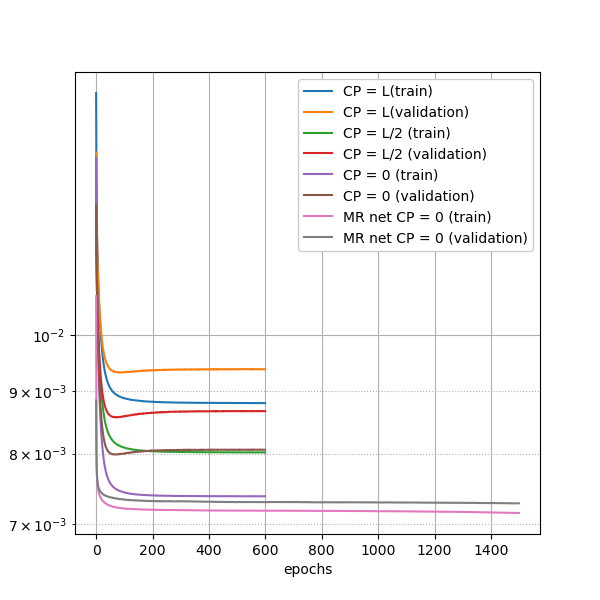 CP = L(train)
CP = L(validation)
CP = L/2 (train)
CP = L/2 (validation)
CP = 0 (train)
CP = 0 (validation)
MR net CP = 0 (train)
MR net CP = 0 (validation)
10⁻²
9 × 10⁻³
8 × 10⁻³
7 × 10⁻³
0 200 400 600 800 1000 1200 1400
epochs